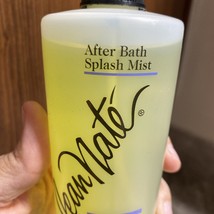 After Bath
Splash Mist
ean Naté
®